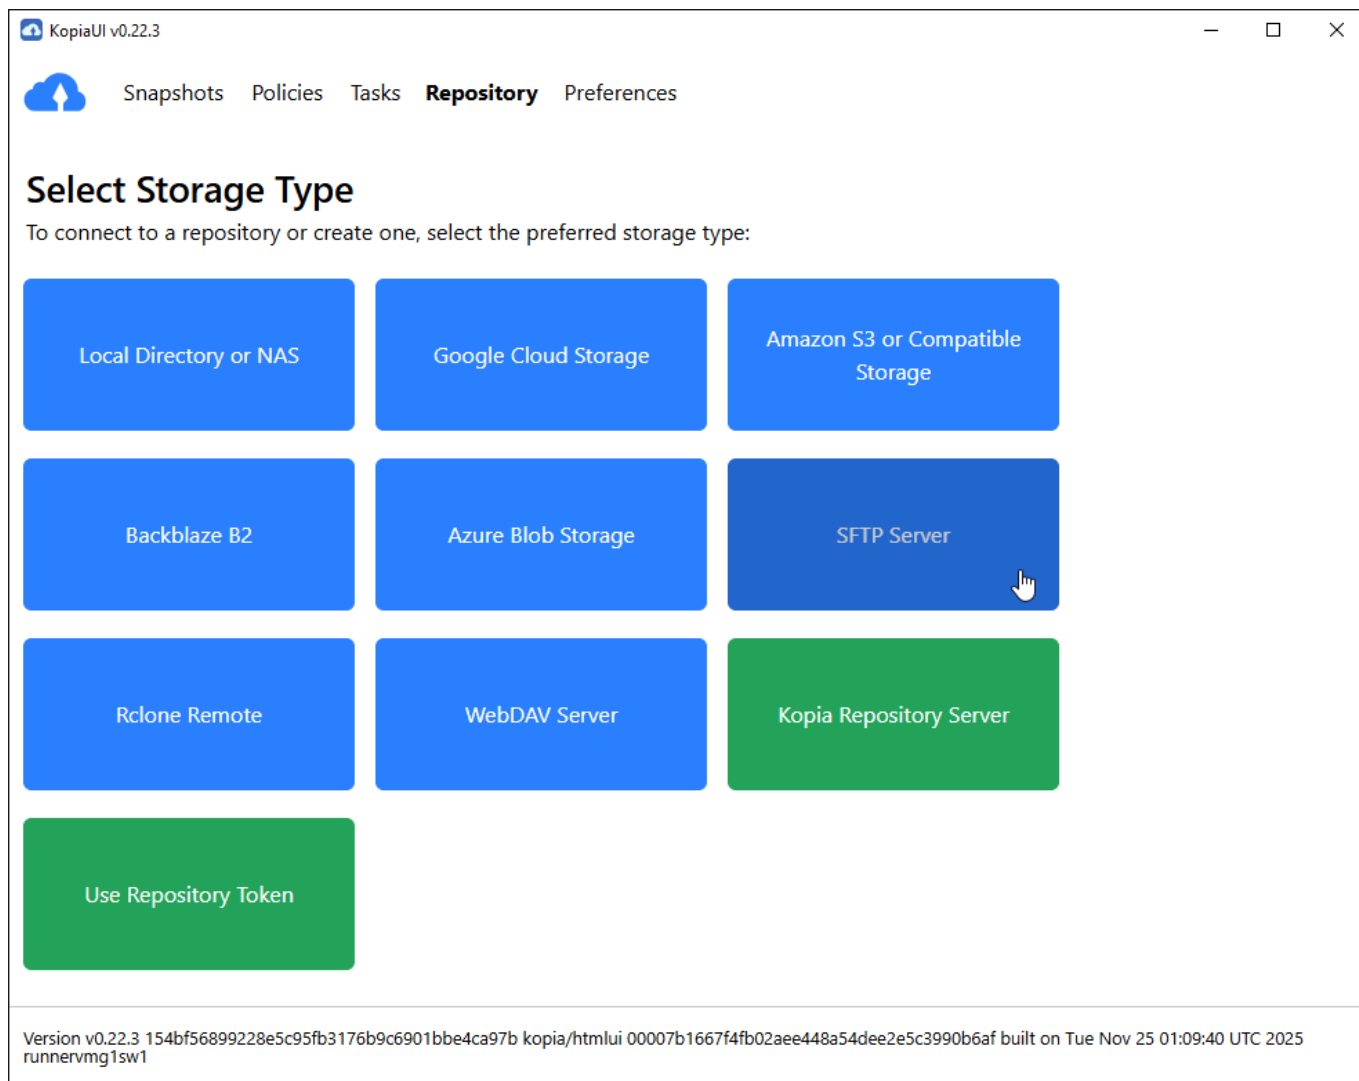 KopiaUI v0.22.3
Snapshots Policies Tasks Repository Preferences
Select Storage Type
To connect to a repository or create one, select the preferred storage type:
Local Directory or NAS
Google Cloud Storage
Amazon S3 or Compatible
Storage
Backblaze B2
Azure Blob Storage
SFTP Server
Rclone Remote
WebDAV Server
Kopia Repository Server
Use Repository Token
Version v0.22.3 154bf56899228e5c95fb3176b9c6901bbe4ca97b kopia/htmlui 00007b1667f4fb02aee448a54dee2e5c3990b6af built on Tue Nov 25 01:09:40 UTC 2025
runnervmg1sw1